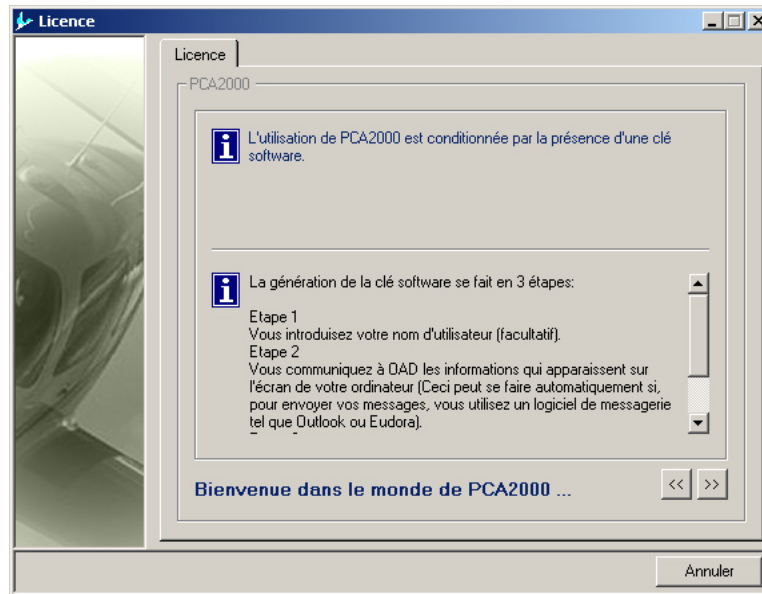 Licence
Licence
PCA2000
L'utilisation de PCA2000 est conditionnée par la présence d'une clé
software.
La génération de la clé software se fait en 3 étapes:
Etape 1
Vous introduisez votre nom d'utilisateur (facultatif).
Etape 2
Vous communiquez à OAD les informations qui apparaissent sur
l'écran de votre ordinateur (Ceci peut se faire automatiquement si,
pour envoyer vos messages, vous utilisez un logiciel de messagerie
tel que Outlook ou Eudora).
Bienvenue dans le monde de PCA2000 ...
<< >>
Annuler